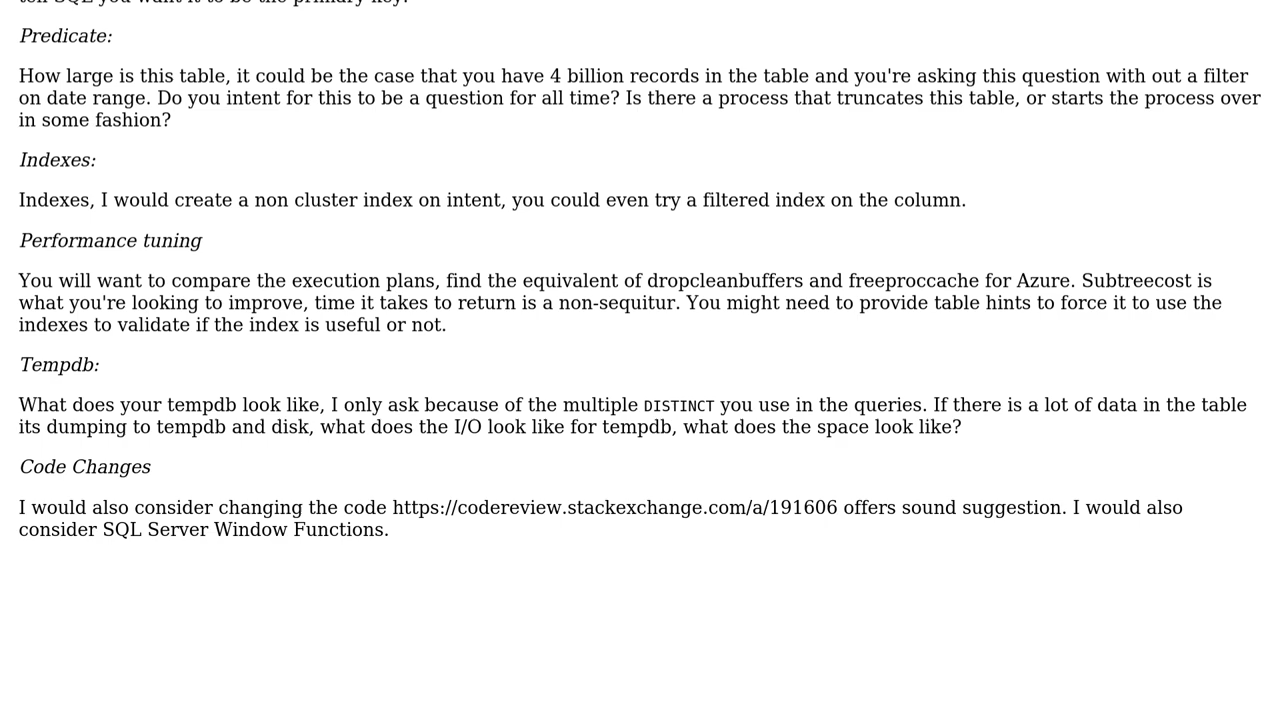 tell SQL you want it to be the primary key.
Predicate:
How large is this table, it could be the case that you have 4 billion records in the table and you're asking this question with out a filter
on date range. Do you intent for this to be a question for all time? Is there a process that truncates this table, or starts the process over
in some fashion?
Indexes:
Indexes, I would create a non cluster index on intent, you could even try a filtered index on the column.
Performance tuning
You will want to compare the execution plans, find the equivalent of dropcleanbuffers and freeproccache for Azure. Subtreecost is
what you're looking to improve, time it takes to return is a non-sequitur. You might need to provide table hints to force it to use the
indexes to validate if the index is useful or not.
Tempdb:
What does your tempdb look like, I only ask because of the multiple DISTINCT you use in the queries. If there is a lot of data in the table
its dumping to tempdb and disk, what does the I/O look like for tempdb, what does the space look like?
Code Changes
I would also consider changing the code https://codereview.stackexchange.com/a/191606 offers sound suggestion. I would also
consider SQL Server Window Functions.